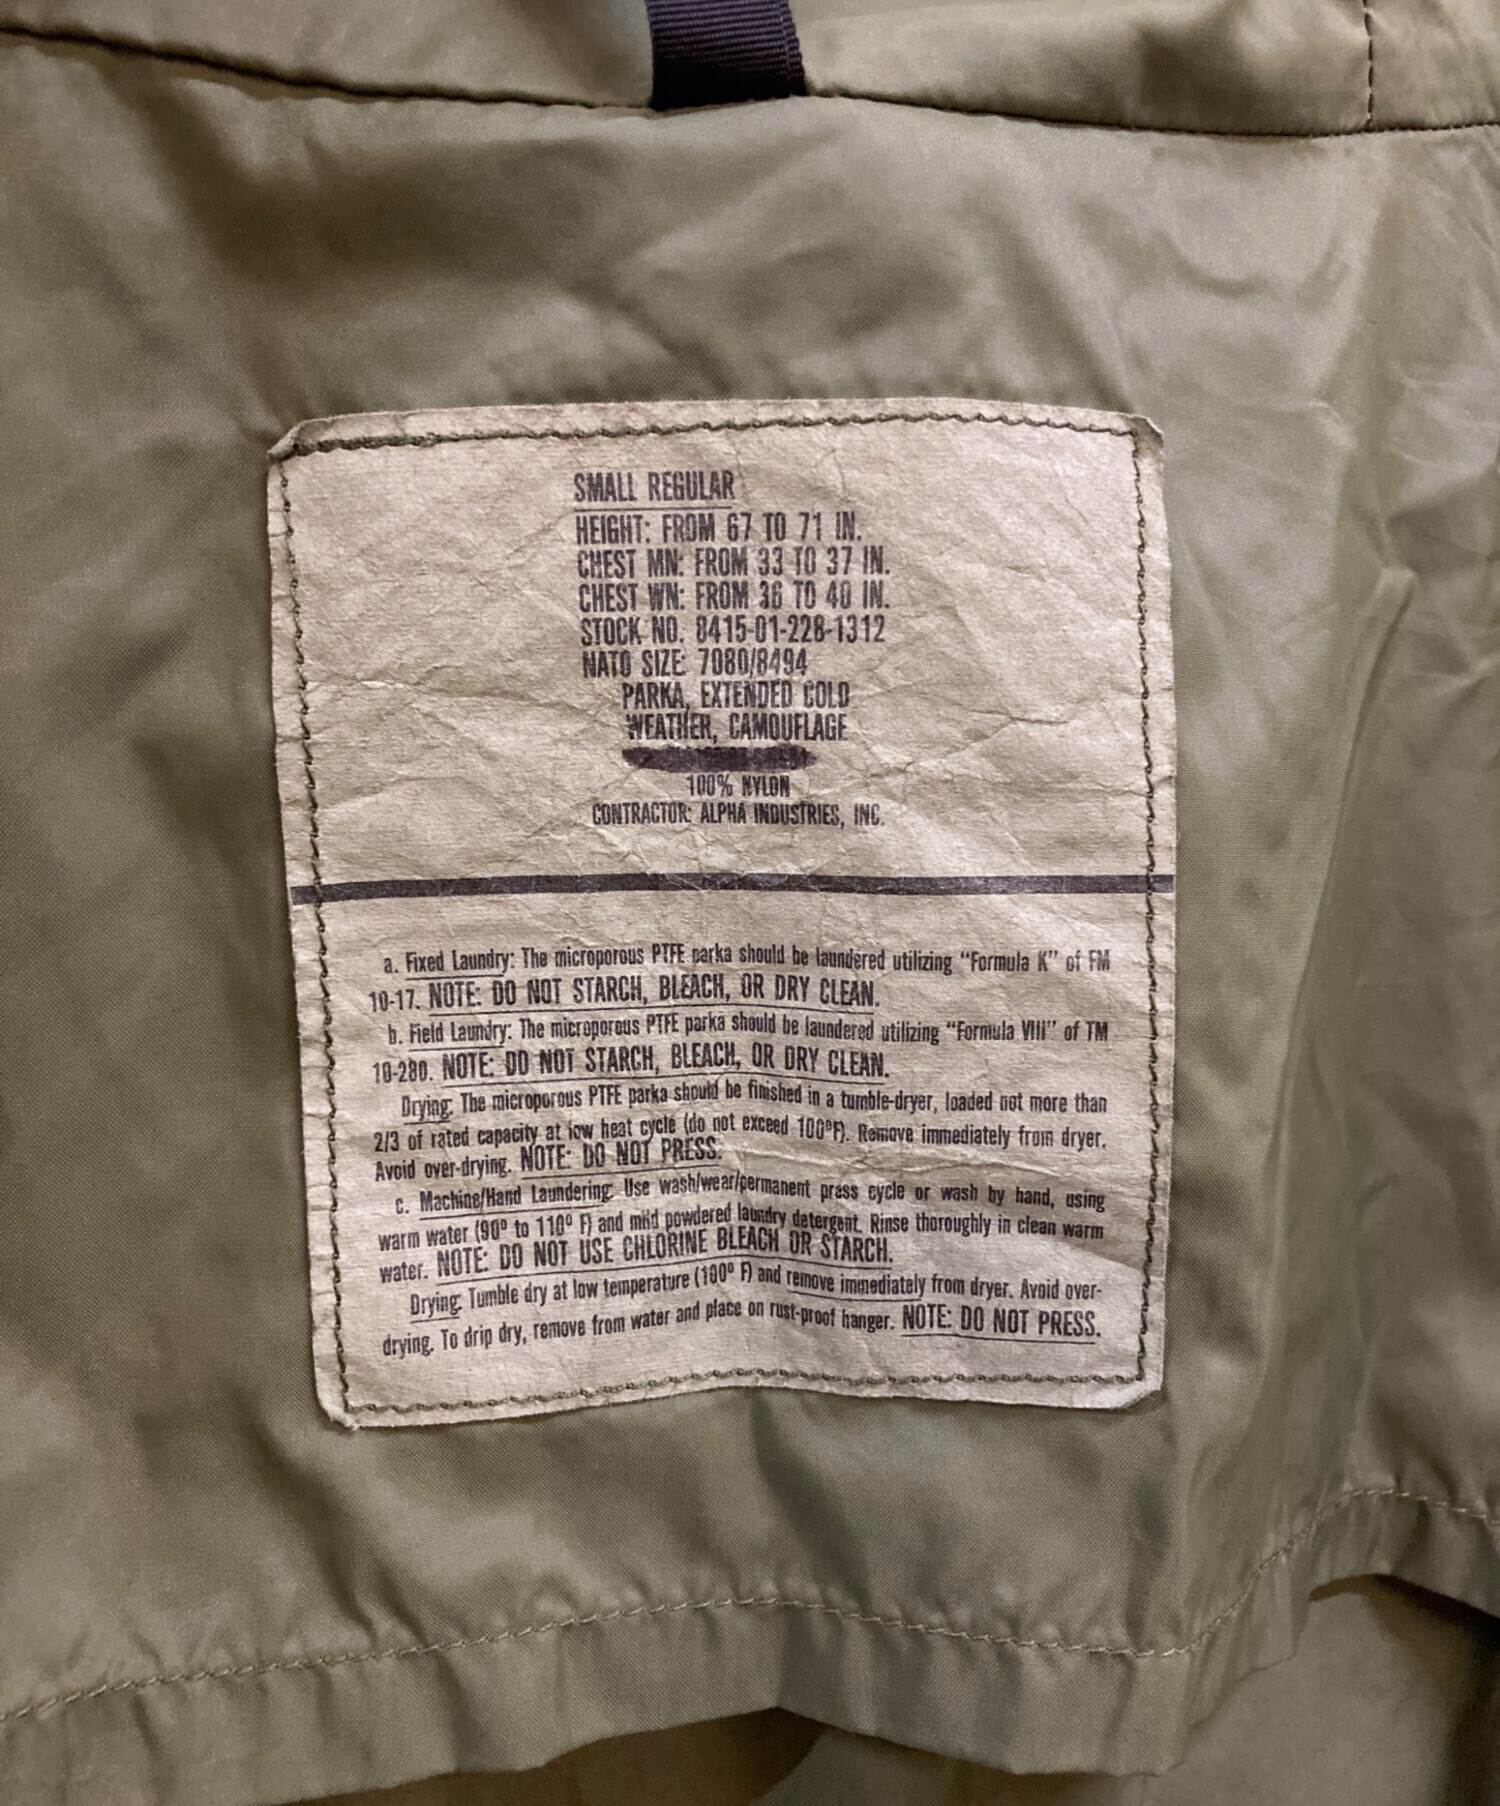 SMALL REGULAR
HEIGHT: FROM 67 TO 71 IN.
CHEST MN: FROM 33 TO 37 IN.
CHEST WN: FROM 36 TO 40 IN.
STOCK NO. 8415-01-228-1312
NATO SIZE: 7080/8494
PARKA, EXTENDED COLD
WEATHER, CAMOUFLAGE
100% NYLON
CONTRACTOR: ALPHA INDUSTRIES, INC.
a. Fixed Laundry: The microporous PTFE parka should be laundered utilizing “Formula K” of FM
10-17. NOTE: DO NOT STARCH, BLEACH, OR DRY CLEAN.
b. Field Laundry: The microporous PTFE parka should be laundered utilizing “Formula VIII” of TM
10-280. NOTE: DO NOT STARCH, BLEACH, OR DRY CLEAN.
Drying: The microporous PTFE parka should be finished in a tumble-dryer, loaded not more than
2/3 of rated capacity at low heat cycle (do not exceed 100°F). Remove immediately from dryer.
Avoid over-drying. NOTE: DO NOT PRESS.
c. Machine/Hand Laundering: Use wash/wear/permanent press cycle or wash by hand, using
warm water (90° to 110° F) and mild powdered laundry detergent. Rinse thoroughly in clean warm
water. NOTE: DO NOT USE CHLORINE BLEACH OR STARCH.
Drying: Tumble dry at low temperature (100° F) and remove immediately from dryer. Avoid over-
drying. To drip dry, remove from water and place on rust-proof hanger. NOTE: DO NOT PRESS.